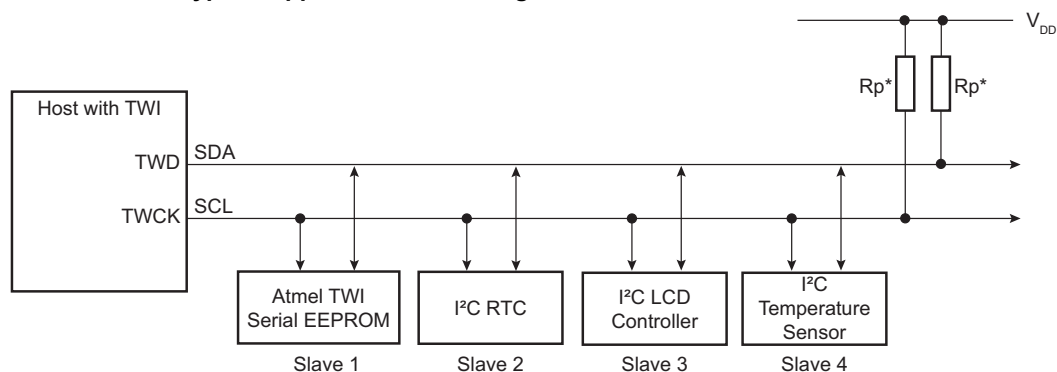 V_DD
Rp* Rp*
Host with TWI
TWD SDA
TWCK SCL
Atmel TWI
Serial EEPROM
I²C RTC
I²C LCD
Controller
I²C
Temperature
Sensor
Slave 1 Slave 2 Slave 3 Slave 4